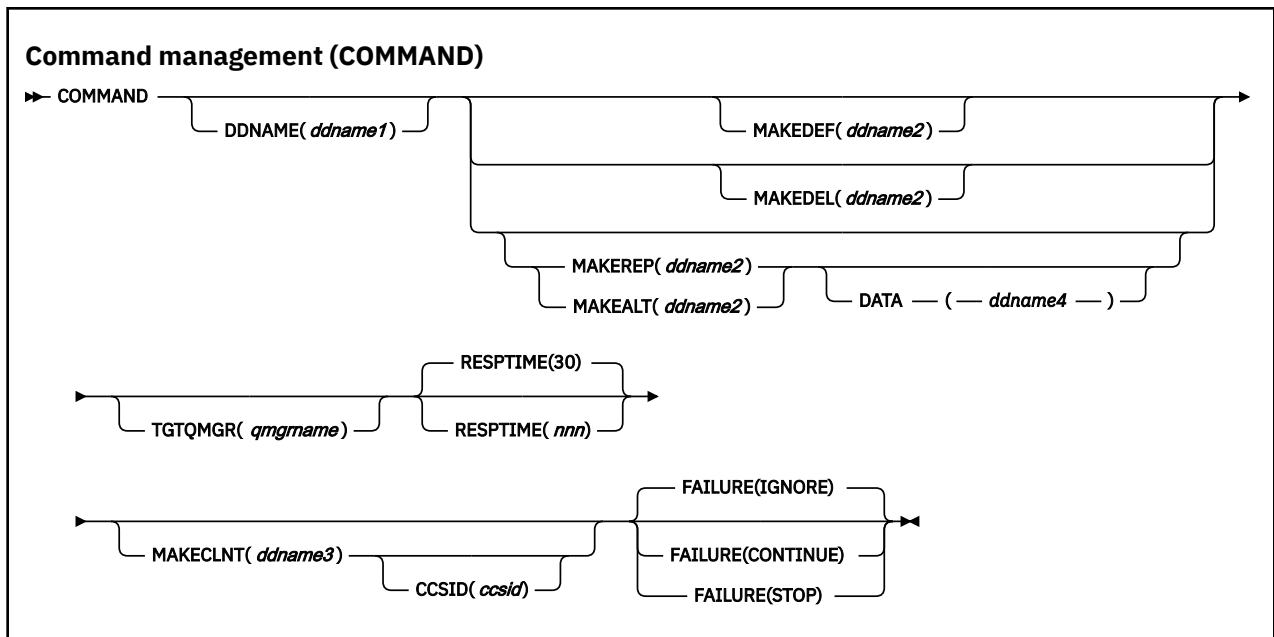 Command management (COMMAND)
COMMAND
DDNAME( ddname1 )
MAKEDEF( ddname2 )
MAKEDEL( ddname2 )
MAKEREP( ddname2 )
MAKEALT( ddname2 )
DATA ( ddname4 )
TGTQMGR( qmgrname )
RESPTIME(30)
RESPTIME( nnn)
MAKECLNT( ddname3 )
CCSID( ccsid)
FAILURE(IGNORE)
FAILURE(CONTINUE)
FAILURE(STOP)